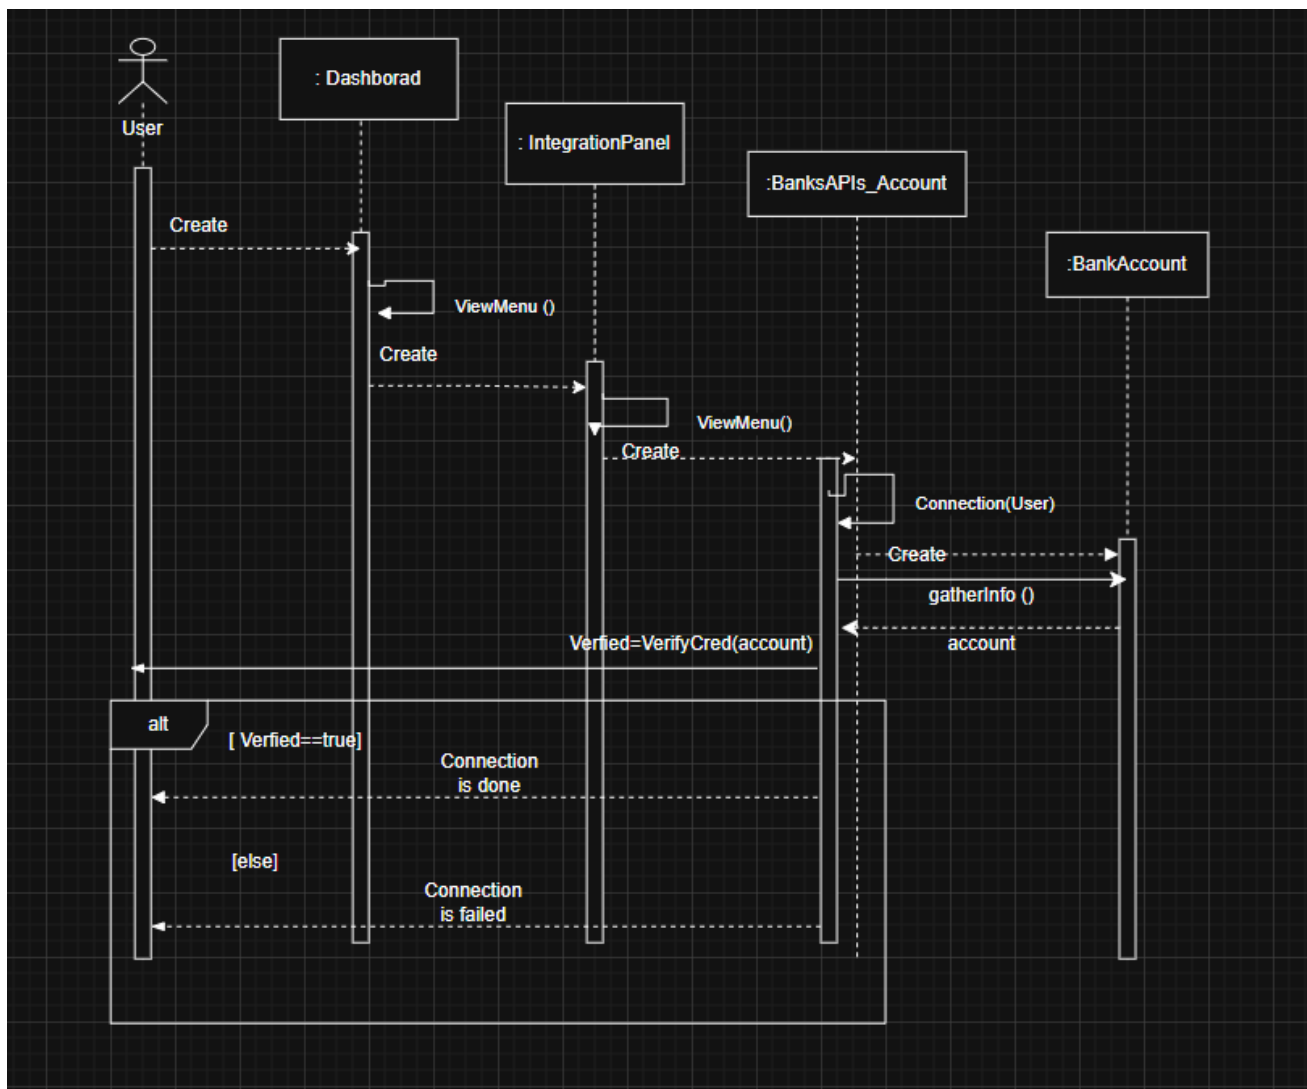 : Dashborad
User
: IntegrationPanel
:BanksAPIs_Account
Create
:BankAccount
ViewMenu ()
Create
ViewMenu()
Create
Connection(User)
Create
gatherInfo ()
Verfied=VerifyCred(account)
account
alt
[ Verfied==true]
Connection
is done
[else]
Connection
is failed